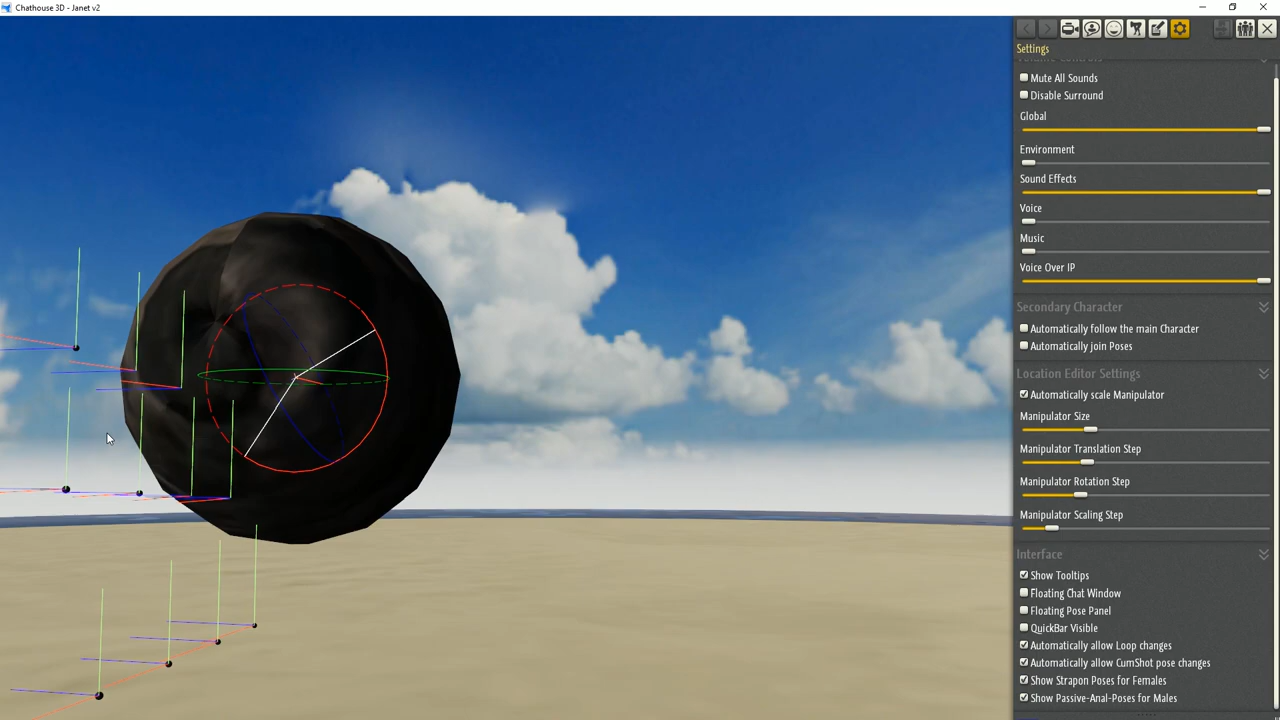 Chathouse 3D - Janet v2
Settings
Volume Controls
Mute All Sounds
Disable Surround
Global
Environment
Sound Effects
Voice
Music
Voice Over IP
Secondary Character
Automatically follow the main Character
Automatically join Poses
Location Editor Settings
Automatically scale Manipulator
Manipulator Size
Manipulator Translation Step
Manipulator Rotation Step
Manipulator Scaling Step
Interface
Show Tooltips
Floating Chat Window
Floating Pose Panel
QuickBar Visible
Automatically allow Loop changes
Automatically allow CumShot pose changes
Show Strapon Poses for Females
Show Passive-Anal-Poses for Males